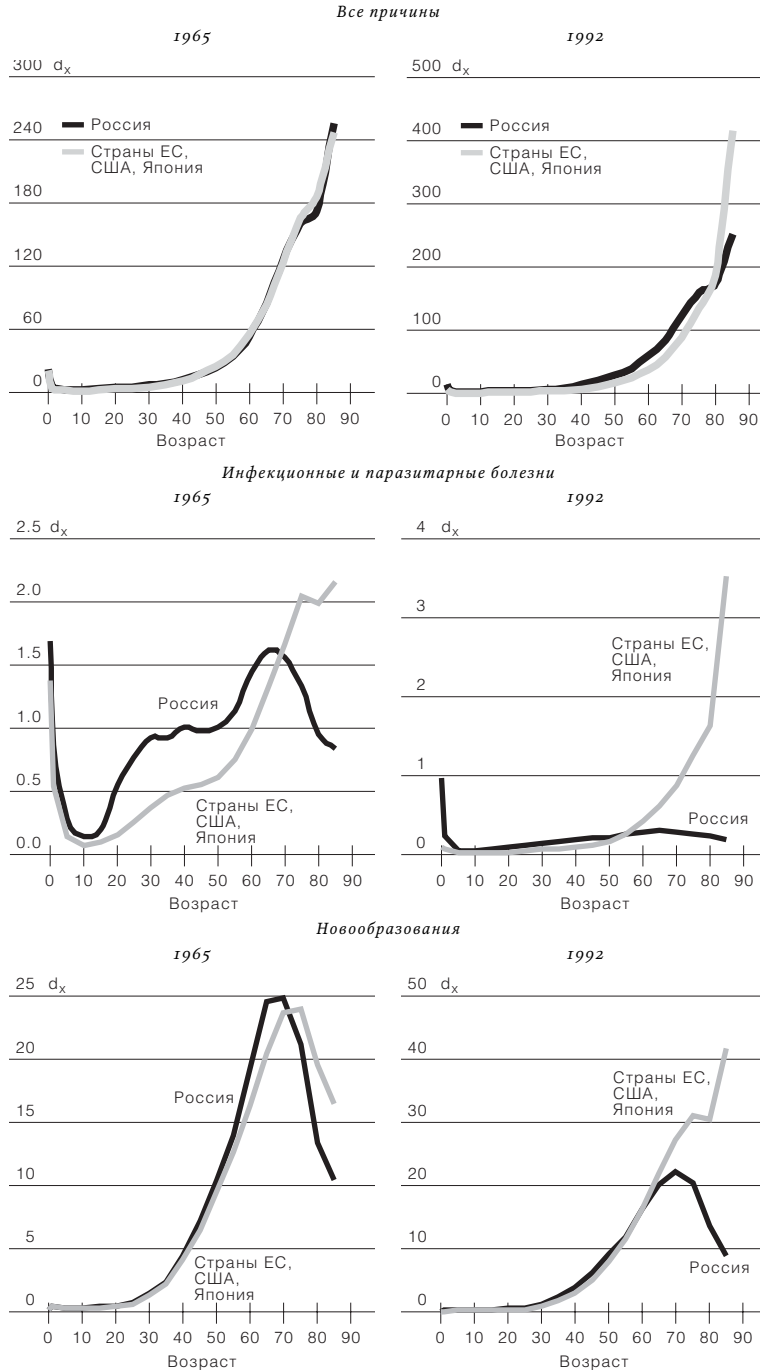 Все причины
1965
1992
300 dx
240
180
120
60
0
Россия
Страны ЕС,
США, Япония
0 10 20 30 40 50 60 70 80 90
Возраст
500 dx
400
300
200
100
0
Россия
Страны ЕС,
США, Япония
0 10 20 30 40 50 60 70 80 90
Возраст
Инфекционные и паразитарные болезни
1965
1992
2.5 dx
2.0
1.5
1.0
0.5
0.0
Россия
Страны ЕС,
США,
Япония
0 10 20 30 40 50 60 70 80 90
Возраст
4 dx
3
2
1
0
Страны ЕС,
США,
Япония
Россия
0 10 20 30 40 50 60 70 80 90
Возраст
Новообразования
1965
1992
25 dx
20
15
10
5
0
Россия
Страны ЕС,
США,
Япония
0 10 20 30 40 50 60 70 80 90
Возраст
50 dx
40
30
20
10
0
Страны ЕС,
США,
Япония
Россия
0 10 20 30 40 50 60 70 80 90
Возраст